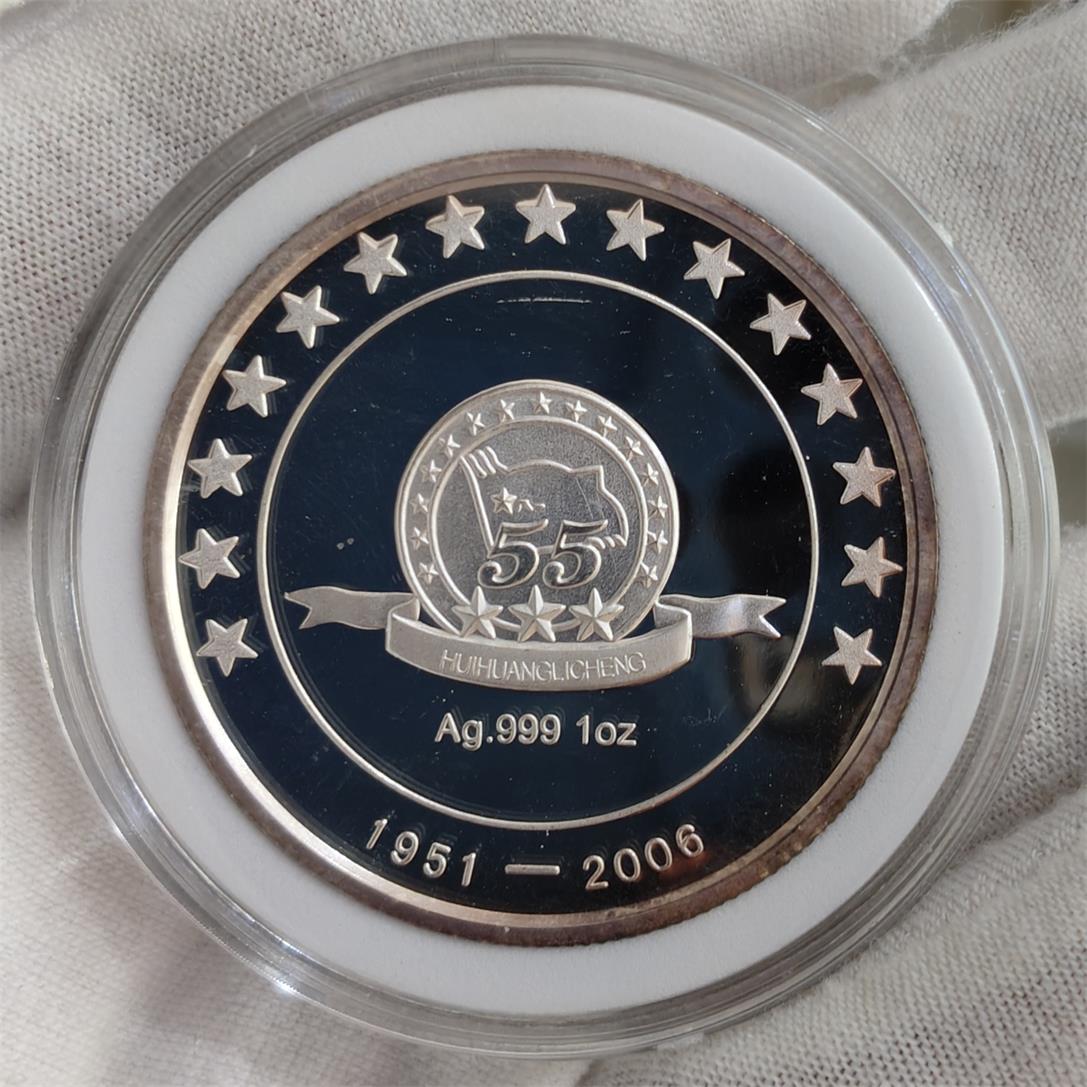 55
HUIHUANGLICHENG
Ag.999 1oz
1951 — 2006